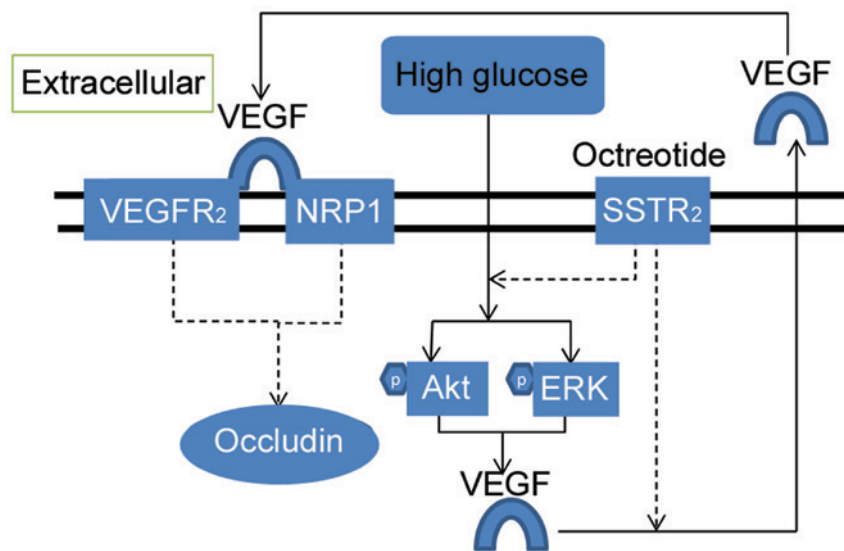 Extracellular
VEGF
High glucose
VEGF
Octreotide
VEGFR₂
NRP1
SSTR₂
p
Akt
p
ERK
Occludin
VEGF